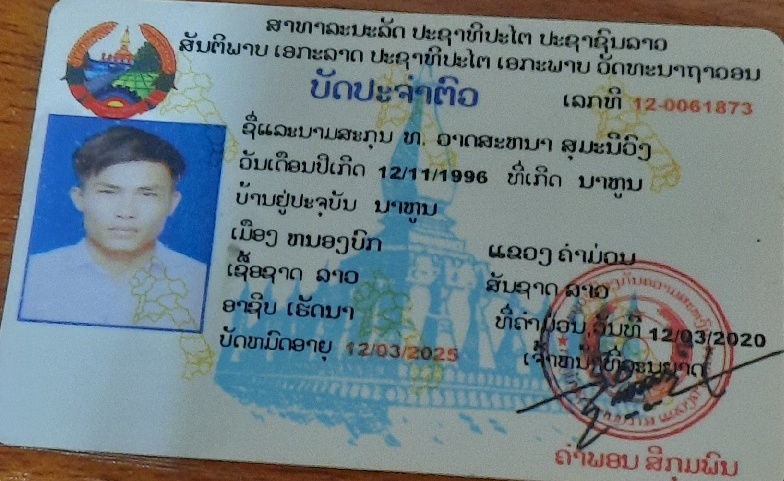 ສາທາລະນະລັດ ປະຊາທິປະໄຕ ປະຊາຊົນລາວ
ສັນຕິພາບ ເອກະລາດ ປະຊາທິປະໄຕ ເອກະພາບ ວັດທະນາຖາວອນ
ບັດປະຈຳຕົວ
ເລກທີ 12-0061873
ຊື່ແລະນາມສະກຸນ ທ. ອາດສະຫນາ ສຸມະນີວົງ
ວັນເດືອນປີເກີດ 12/11/1996 ທີ່ເກີດ ນາຫູນ
ບ້ານຢູ່ປະຈຸບັນ ນາຫູນ
ເມືອງ ຫນອງບົກ ແຂວງ ຄຳມ່ວນ
ເຊື້ອຊາດ ລາວ ສັນຊາດ ລາວ
ອາຊີບ ເຮັດນາ ທີ່ຄຳມ່ວນ,ວັນທີ 12/03/2020
ບັດຫມົດອາຍຸ 12/03/2025 ເຈົ້າຫນ້າທີ່ອະນຸຍາດ
ຄຳພອນ ສີກຸມພົນ